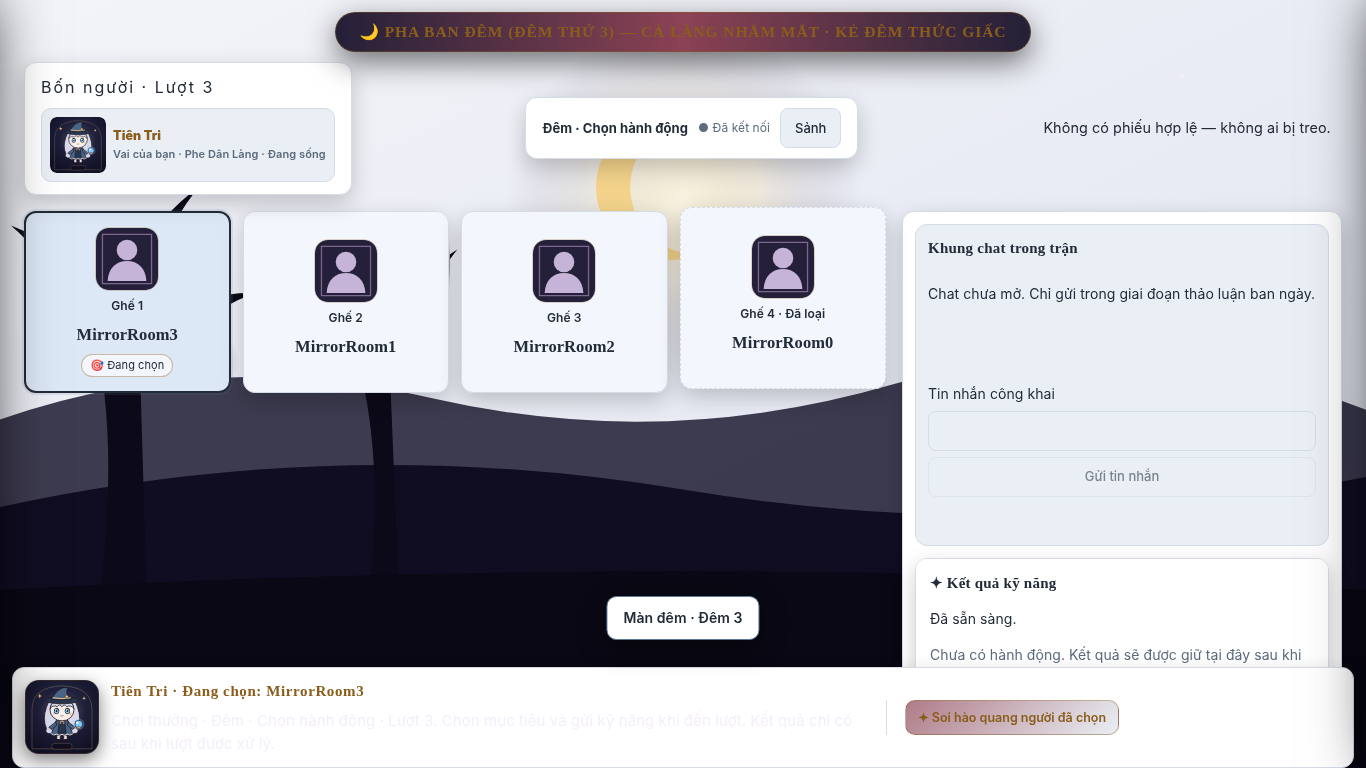 🌙 PHA BAN ĐÊM (ĐÊM THỨ 3) — CẢ LÀNG NHẮM MẮT · KẺ ĐÊM THỨC GIẤC
Bốn người · Lượt 3
Tiên Tri
Vai của bạn · Phe Dân Làng · Đang sống
Đêm · Chọn hành động
Đã kết nối
Sảnh
Không có phiếu hợp lệ — không ai bị treo.
Ghế 1
MirrorRoom3
🎯 Đang chọn
Ghế 2
MirrorRoom1
Ghế 3
MirrorRoom2
Ghế 4 · Đã loại
MirrorRoom0
Khung chat trong trận
Chat chưa mở. Chỉ gửi trong giai đoạn thảo luận ban ngày.
Tin nhắn công khai
Gửi tin nhắn
✦ Kết quả kỹ năng
Đã sẵn sàng.
Chưa có hành động. Kết quả sẽ được giữ tại đây sau khi
Màn đêm · Đêm 3
Tiên Tri · Đang chọn: MirrorRoom3
Chơi thường · Đêm · Chọn hành động · Lượt 3. Chọn mục tiêu và gửi kỹ năng khi đến lượt. Kết quả chỉ có
sau khi lượt được xử lý.
✦ Soi hào quang người đã chọn